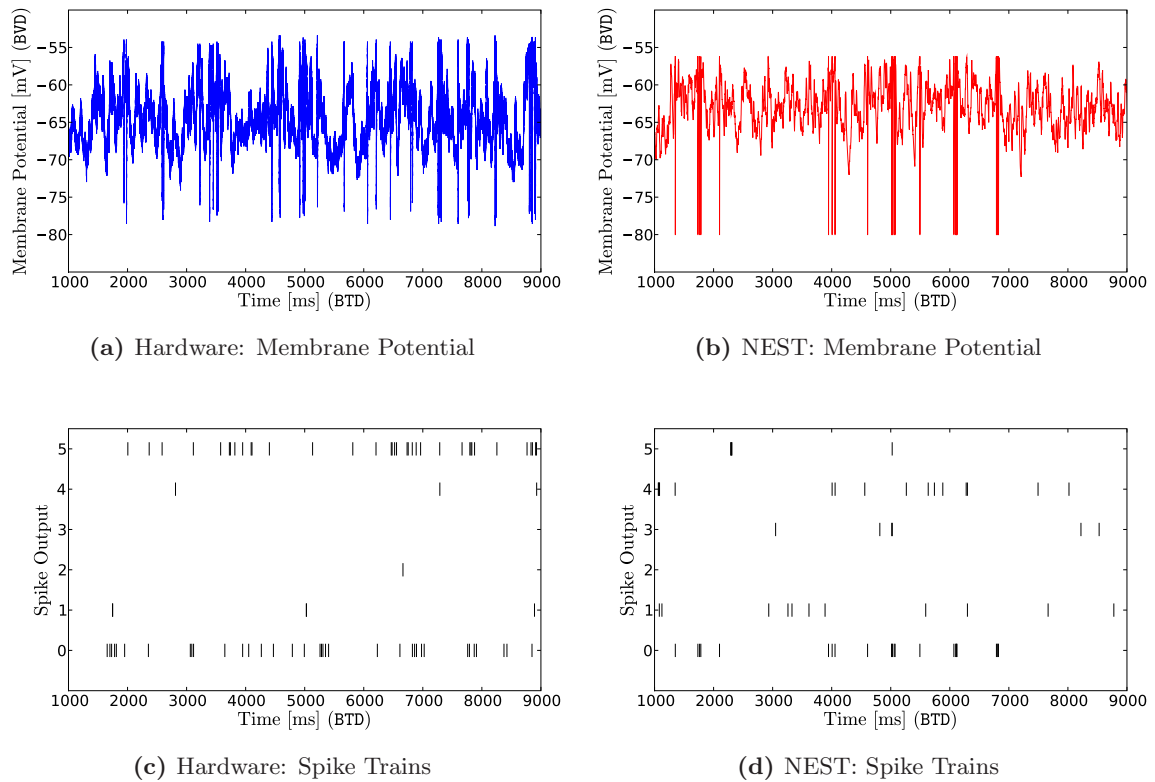 Membrane Potential [mV] (BVD)
−55
−60
−65
−70
−75
−80
1000 2000 3000 4000 5000 6000 7000 8000 9000
Time [ms] (BTD)
(a) Hardware: Membrane Potential
Membrane Potential [mV] (BVD)
−55
−60
−65
−70
−75
−80
1000 2000 3000 4000 5000 6000 7000 8000 9000
Time [ms] (BTD)
(b) NEST: Membrane Potential
Spike Output
5
4
3
2
1
0
1000 2000 3000 4000 5000 6000 7000 8000 9000
Time [ms] (BTD)
(c) Hardware: Spike Trains
Spike Output
5
4
3
2
1
0
1000 2000 3000 4000 5000 6000 7000 8000 9000
Time [ms] (BTD)
(d) NEST: Spike Trains